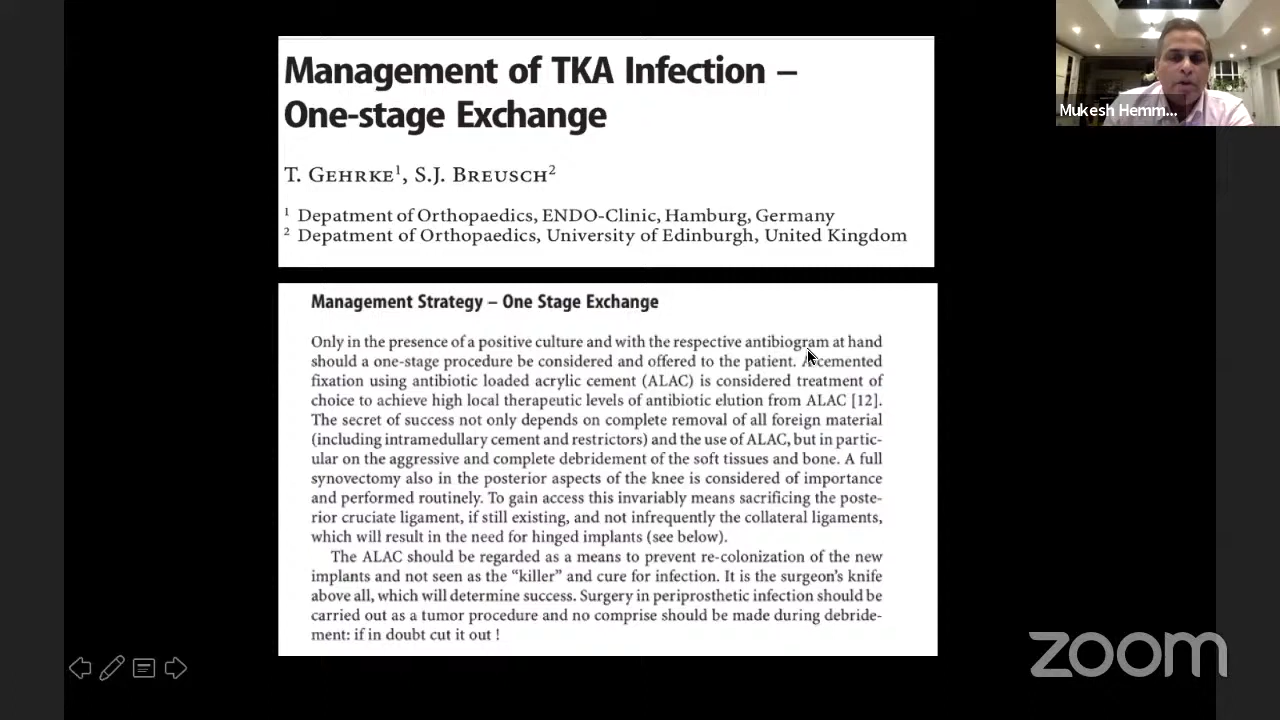 Management of TKA Infection –
One-stage Exchange
T. GEHRKE¹, S.J. BREUSCH²
¹ Depatment of Orthopaedics, ENDO-Clinic, Hamburg, Germany
² Depatment of Orthopaedics, University of Edinburgh, United Kingdom
Mukesh Hemm...
Management Strategy – One Stage Exchange
Only in the presence of a positive culture and with the respective antibiogram at hand
should a one-stage procedure be considered and offered to the patient. A cemented
fixation using antibiotic loaded acrylic cement (ALAC) is considered treatment of
choice to achieve high local therapeutic levels of antibiotic elution from ALAC [12].
The secret of success not only depends on complete removal of all foreign material
(including intramedullary cement and restrictors) and the use of ALAC, but in partic-
ular on the aggressive and complete debridement of the soft tissues and bone. A full
synovectomy also in the posterior aspects of the knee is considered of importance
and performed routinely. To gain access this invariably means sacrificing the poste-
rior cruciate ligament, if still existing, and not infrequently the collateral ligaments,
which will result in the need for hinged implants (see below).
The ALAC should be regarded as a means to prevent re-colonization of the new
implants and not seen as the “killer” and cure for infection. It is the surgeon’s knife
above all, which will determine success. Surgery in periprosthetic infection should be
carried out as a tumor procedure and no comprise should be made during debride-
ment: if in doubt cut it out !
zoom